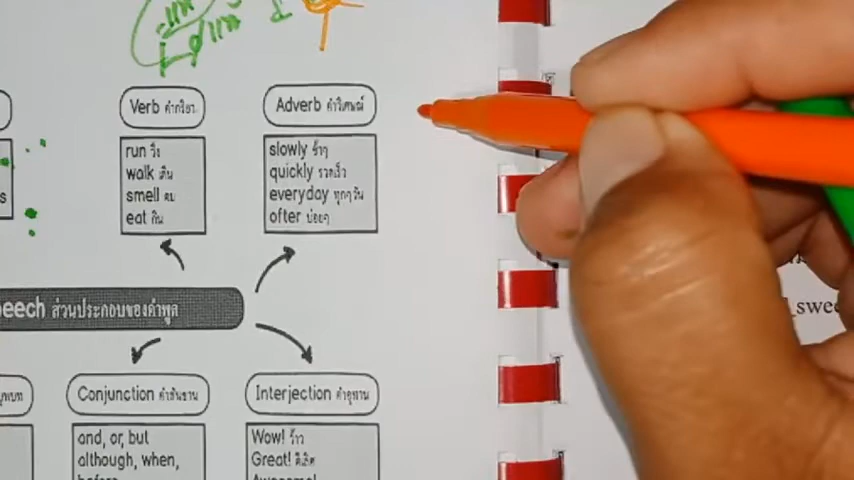 Verb คำกริยา
Adverb คำวิเศษณ์
run วิ่ง
walk เดิน
smell ดม
eat กิน
slowly ช้าๆ
quickly รวดเร็ว
everyday ทุกๆ วัน
ofter บ่อยๆ
eech ส่วนประกอบของคำพูด
Conjunction คำสันธาน
Interjection คำอุทาน
and, or, but
although, when,
before
Wow! ว้าว
Great! ดีเลิศ
Awesome!
_swee